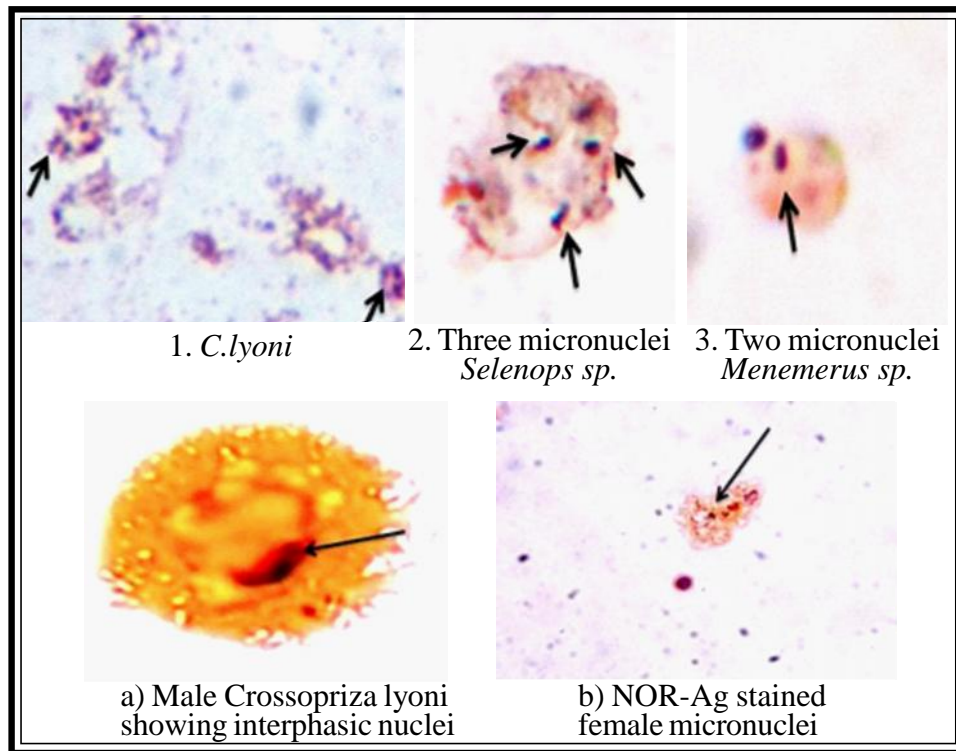 1. C.lyoni
2. Three micronuclei
Selenops sp.
3. Two micronuclei
Menemerus sp.
a) Male Crossopriza lyoni
showing interphasic nuclei
b) NOR-Ag stained
female micronuclei